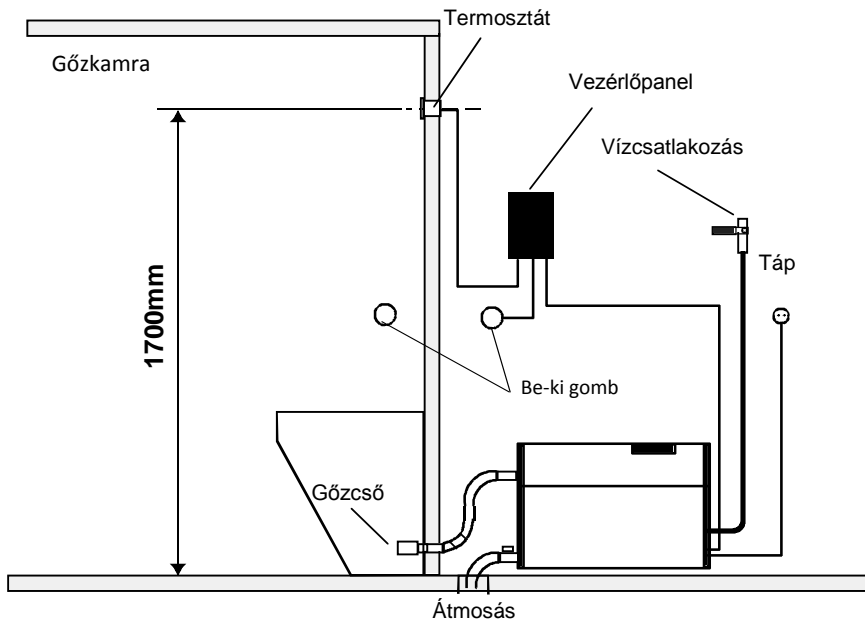 Termosztát
Gőzkamra
Vezérlőpanel
Vízcsatlakozás
Táp
1700mm
Be-ki gomb
Gőzcső
Átmosás